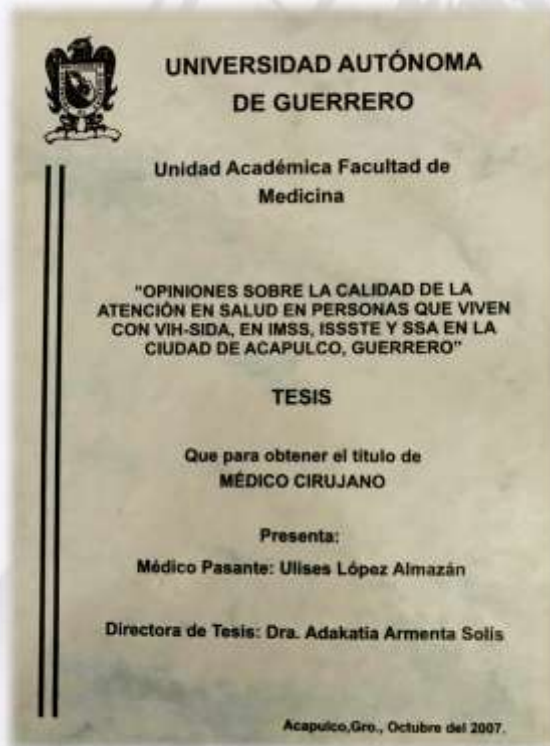 UNIVERSIDAD AUTÓNOMA
DE GUERRERO
Unidad Académica Facultad de
Medicina
"OPINIONES SOBRE LA CALIDAD DE LA
ATENCIÓN EN SALUD EN PERSONAS QUE VIVEN
CON VIH-SIDA, EN IMSS, ISSSTE Y SSA EN LA
CIUDAD DE ACAPULCO, GUERRERO"
TESIS
Que para obtener el título de
MÉDICO CIRUJANO
Presenta:
Médico Pasante: Ulises López Almazán
Directora de Tesis: Dra. Adakatia Armenta Solís
Acapulco,Gro., Octubre del 2007.